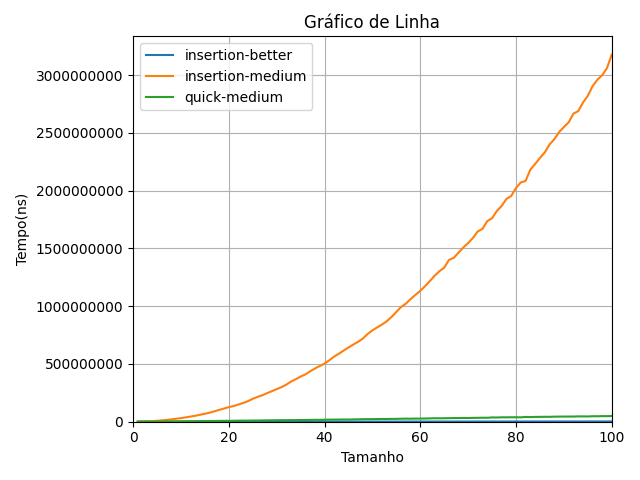 Gráfico de Linha
insertion-better
insertion-medium
quick-medium
3000000000
2500000000
2000000000
1500000000
1000000000
500000000
0
Tempo(ns)
0 20 40 60 80 100
Tamanho